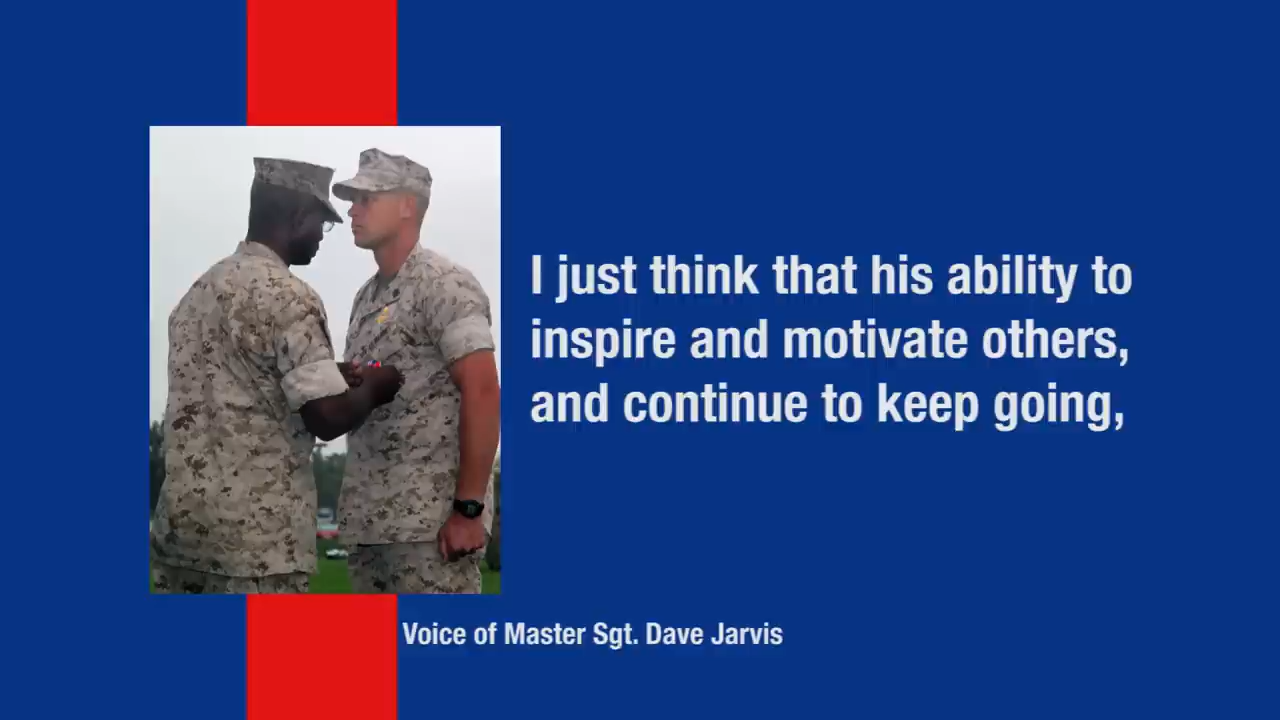 I just think that his ability to
inspire and motivate others,
and continue to keep going,
Voice of Master Sgt. Dave Jarvis